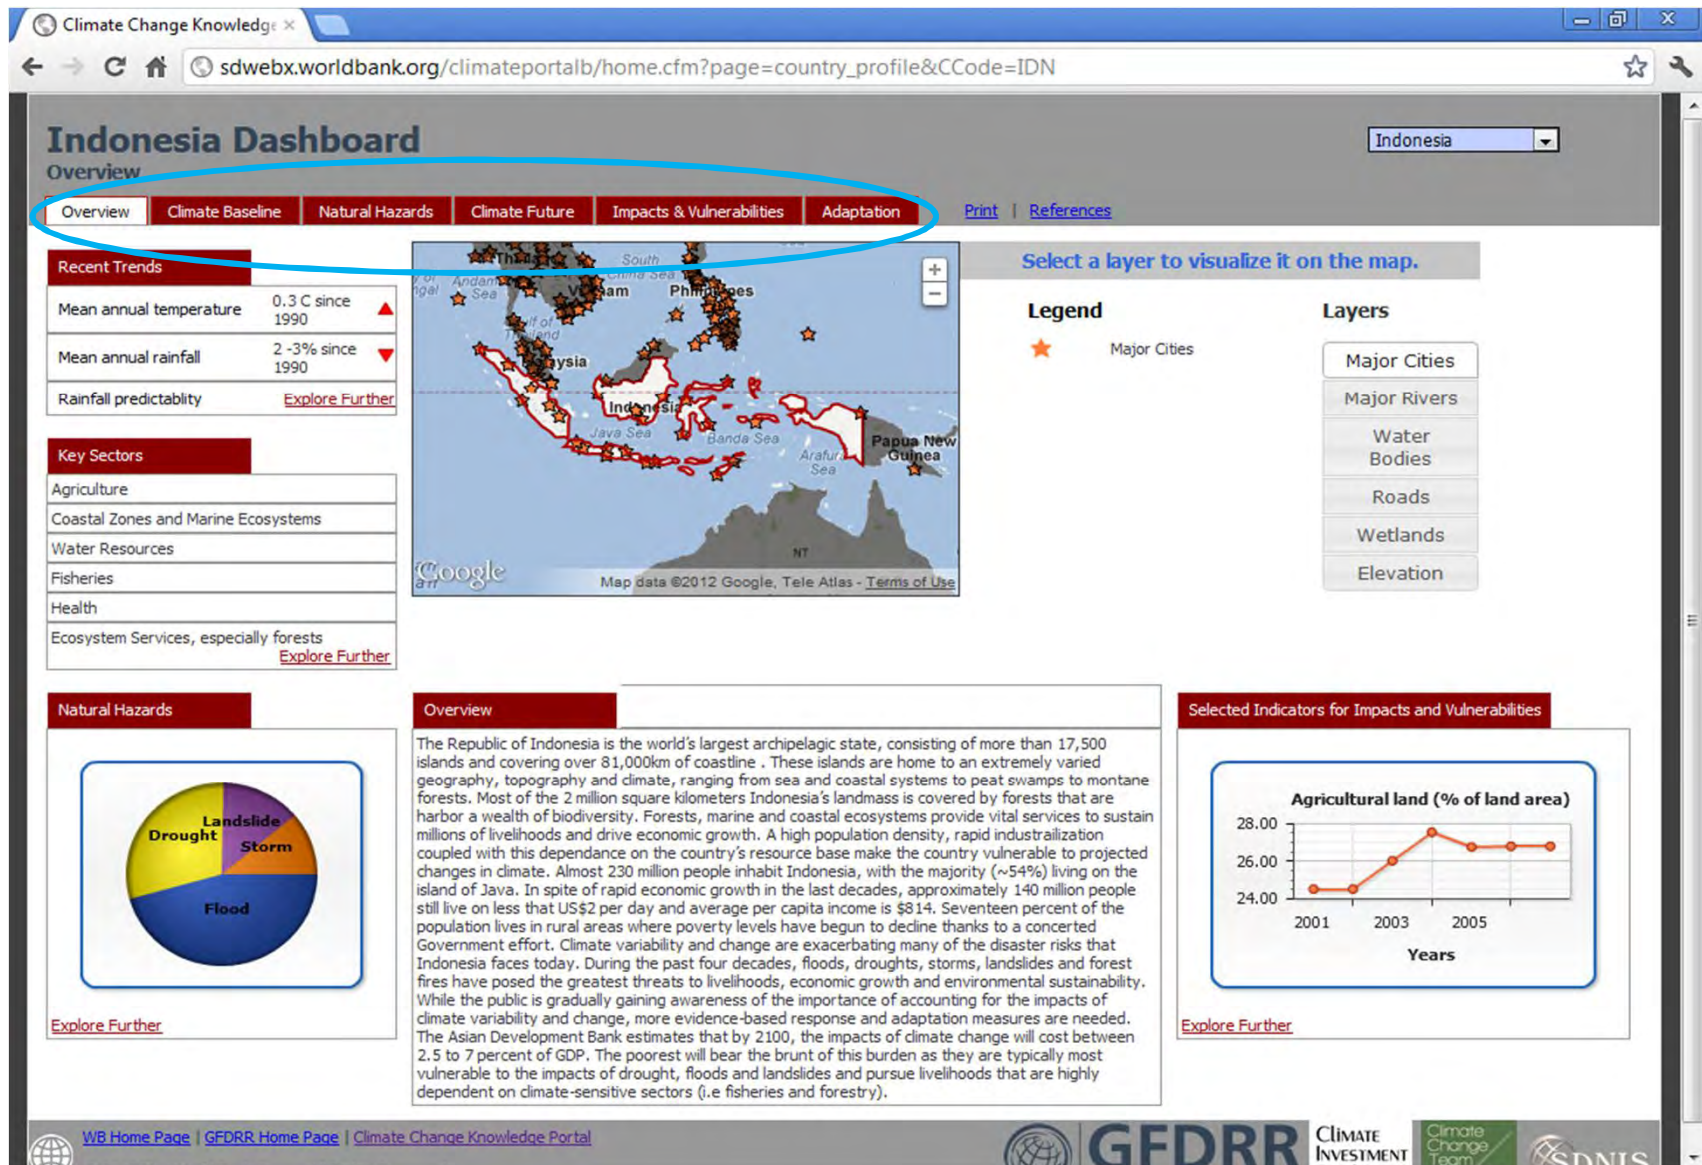 Climate Change Knowledge
sdwebx.worldbank.org/climateportalb/home.cfm?page=country_profile&CCode=IDN
Indonesia Dashboard
Overview
Indonesia
Overview Climate Baseline Natural Hazards Climate Future Impacts & Vulnerabilities Adaptation Print | References
Recent Trends
Mean annual temperature 0.3 C since 1990
Mean annual rainfall 2 -3% since 1990
Rainfall predictablity Explore Further
Key Sectors
Agriculture
Coastal Zones and Marine Ecosystems
Water Resources
Fisheries
Health
Ecosystem Services, especially forests
Explore Further
South
China Sea
Andam
Sea
Philippines
Gulf of
Thailand
aysia
Indonesia
Java Sea
Banda Sea
Arafura
Sea
Papua New
Guinea
NT
Google
Map data ©2012 Google, Tele Atlas - Terms of Use
Select a layer to visualize it on the map.
Legend
Major Cities
Layers
Major Cities
Major Rivers
Water
Bodies
Roads
Wetlands
Elevation
Natural Hazards
Landslide
Drought
Storm
Flood
Explore Further
Overview
The Republic of Indonesia is the world's largest archipelagic state, consisting of more than 17,500
islands and covering over 81,000km of coastline . These islands are home to an extremely varied
geography, topography and climate, ranging from sea and coastal systems to peat swamps to montane
forests. Most of the 2 million square kilometers Indonesia's landmass is covered by forests that are
harbor a wealth of biodiversity. Forests, marine and coastal ecosystems provide vital services to sustain
millions of livelihoods and drive economic growth. A high population density, rapid industrailization
coupled with this dependance on the country's resource base make the country vulnerable to projected
changes in climate. Almost 230 million people inhabit Indonesia, with the majority (~54%) living on the
island of Java. In spite of rapid economic growth in the last decades, approximately 140 million people
still live on less that US$2 per day and average per capita income is $814. Seventeen percent of the
population lives in rural areas where poverty levels have begun to decline thanks to a concerted
Government effort. Climate variability and change are exacerbating many of the disaster risks that
Indonesia faces today. During the past four decades, floods, droughts, storms, landslides and forest
fires have posed the greatest threats to livelihoods, economic growth and environmental sustainability.
While the public is gradually gaining awareness of the importance of accounting for the impacts of
climate variability and change, more evidence-based response and adaptation measures are needed.
The Asian Development Bank estimates that by 2100, the impacts of climate change will cost between
2.5 to 7 percent of GDP. The poorest will bear the brunt of this burden as they are typically most
vulnerable to the impacts of drought, floods and landslides and pursue livelihoods that are highly
dependent on climate-sensitive sectors (i.e fisheries and forestry).
Selected Indicators for Impacts and Vulnerabilities
Agricultural land (% of land area)
28.00
26.00
24.00
2001 2003 2005
Years
Explore Further
WB Home Page | GFDRR Home Page | Climate Change Knowledge Portal
GFDRR
CLIMATE
INVESTMENT
Climate
Change
Team
SDNIS